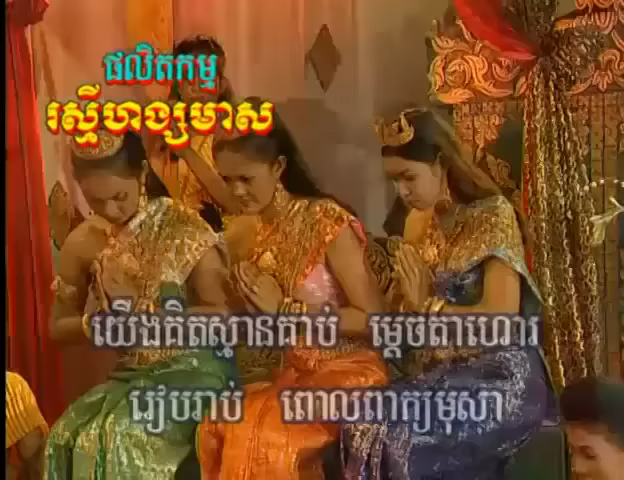 ផលិតកម្ម
រស្មីហង្សមាស
យើងគិតស្មានគាប់ ម្ដេចតាហោរ
រៀបរាប់ ពោលពាក្យមុសា